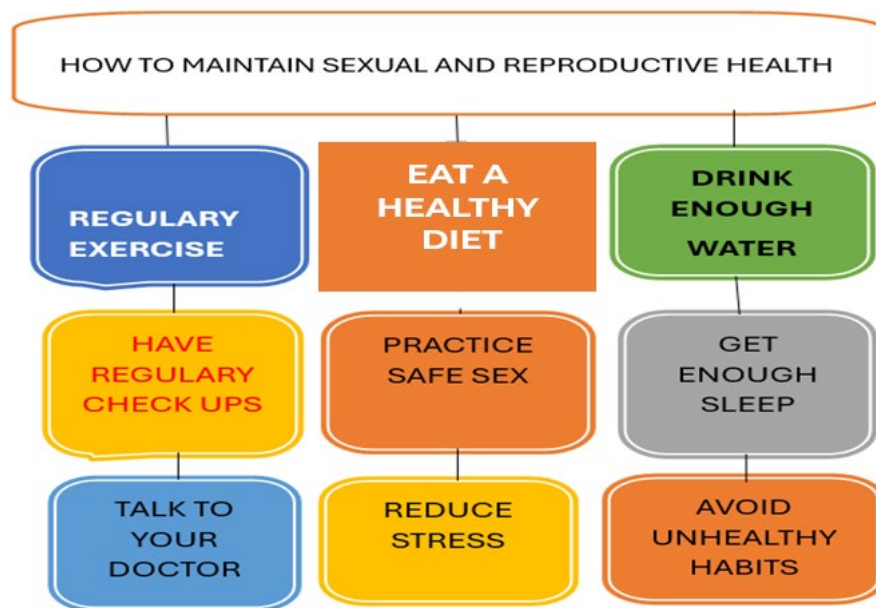 HOW TO MAINTAIN SEXUAL AND REPRODUCTIVE HEALTH
REGULARY
EXERCISE
EAT A
HEALTHY
DIET
DRINK
ENOUGH
WATER
HAVE
REGULARY
CHECK UPS
PRACTICE
SAFE SEX
GET
ENOUGH
SLEEP
TALK TO
YOUR
DOCTOR
REDUCE
STRESS
AVOID
UNHEALTHY
HABITS